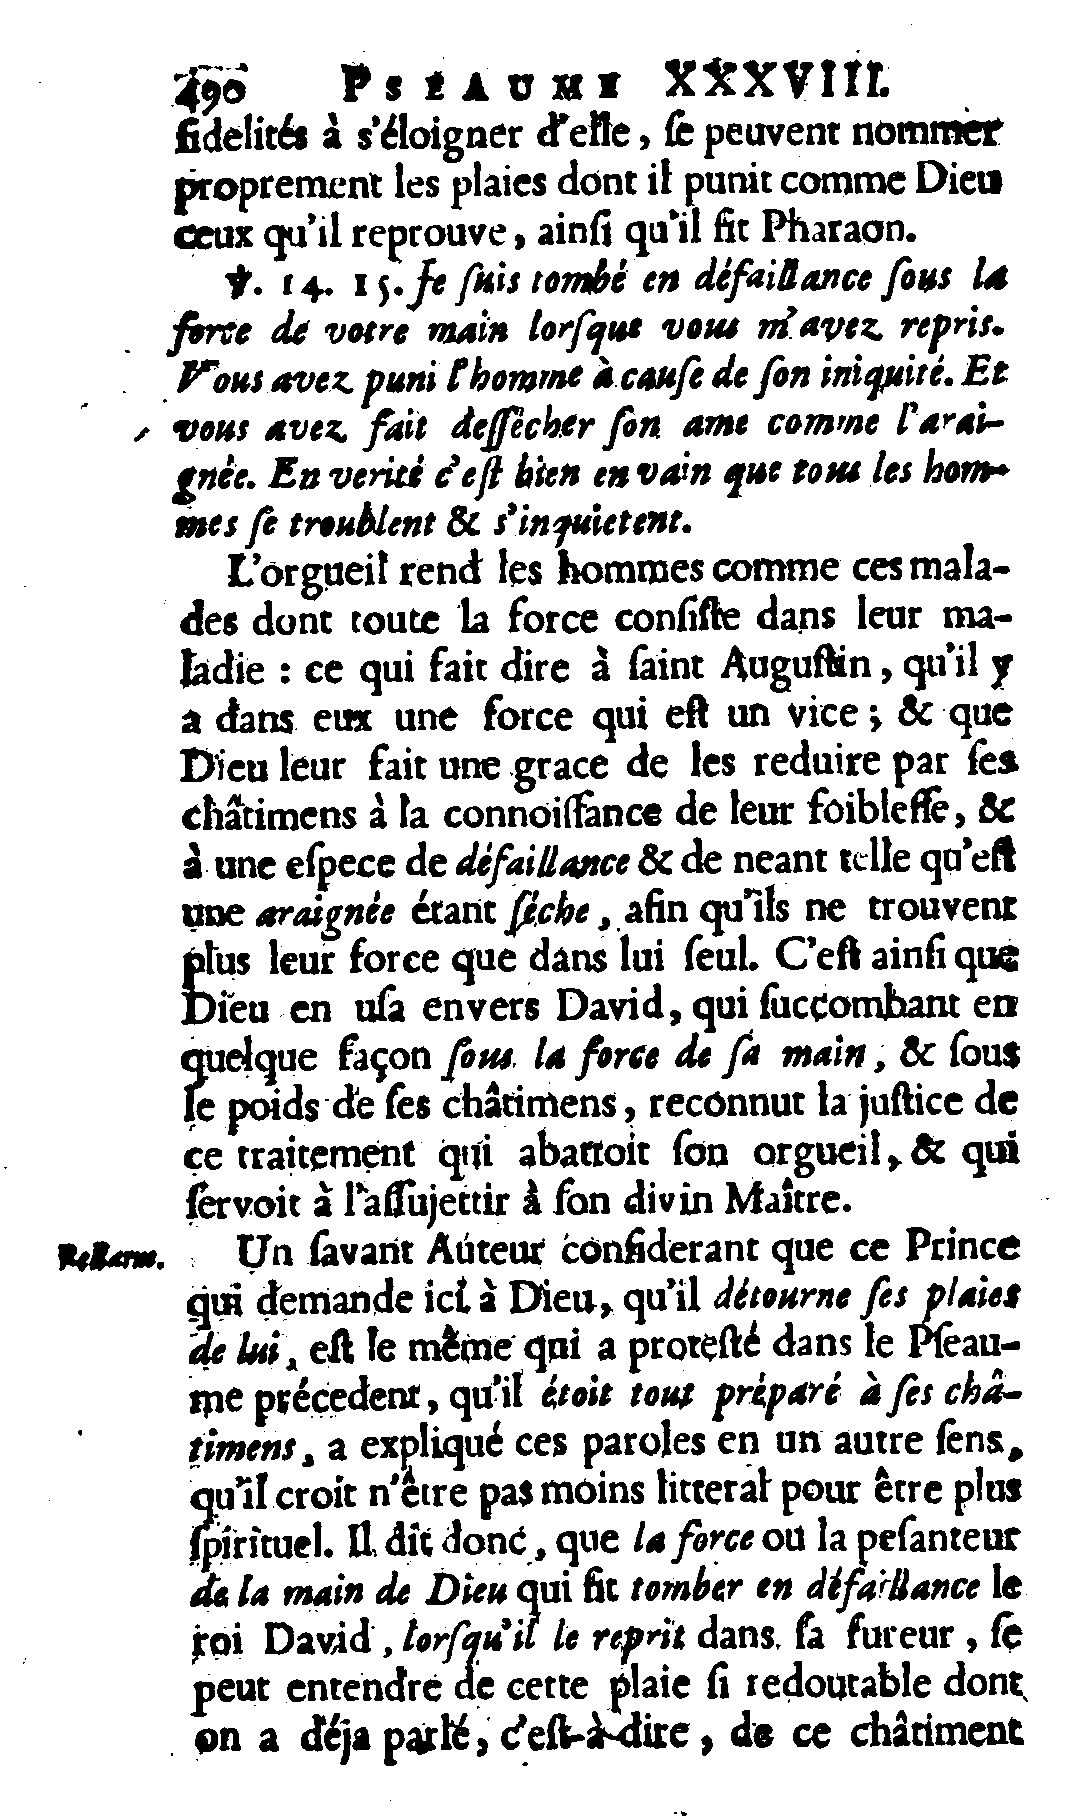 490 PSEAUME XXXVIII.
fidelités à s'éloigner d'elle, ſe peuvent nommer
proprement les plaies dont il punit comme Dieu
ceux qu'il reprouve, ainſi qu'il fit Pharaon.
℣. 14. 15. Je ſuis tombé en défaillance ſous la
force de votre main lorſque vous m'avez repris.
Vous avez puni l'homme à cauſe de ſon iniquité. Et
vous avez fait deſſêcher ſon ame comme l'arai-
gnée. En verité c'eſt bien en vain que tous les hom-
mes ſe troublent & s'inquietent.
L'orgueil rend les hommes comme ces mala-
des dont toute la force conſiſte dans leur ma-
ladie : ce qui fait dire à ſaint Auguſtin, qu'il y
a dans eux une force qui eſt un vice ; & que
Dieu leur fait une grace de les reduire par ſes
châtimens à la connoiſſance de leur foibleſſe, &
à une eſpece de défaillance & de neant telle qu'eſt
une araignée étant ſéche, afin qu'ils ne trouvent
plus leur force que dans lui ſeul. C'eſt ainſi que
Dieu en uſa envers David, qui ſuccombant en
quelque façon ſous la force de ſa main, & ſous
le poids de ſes châtimens, reconnut la juſtice de
ce traitement qui abattoit ſon orgueil, & qui
ſervoit à l'aſſujettir à ſon divin Maître.
Bellarm. Un ſavant Auteur conſiderant que ce Prince
qui demande ici à Dieu, qu'il détourne ſes plaies
de lui, eſt le même qui a proteſté dans le Pſeau-
me précedent, qu'il étoit tout préparé à ſes châ-
timens, a expliqué ces paroles en un autre ſens,
qu'il croit n'être pas moins litteral pour être plus
ſpirituel. Il dit donc, que la force ou la peſanteur
de la main de Dieu qui fit tomber en défaillance le
roi David, lorſqu'il le reprit dans ſa fureur, ſe
peut entendre de cette plaie ſi redoutable dont
on a déja parlé, c'eſt-à-dire, de ce châtiment